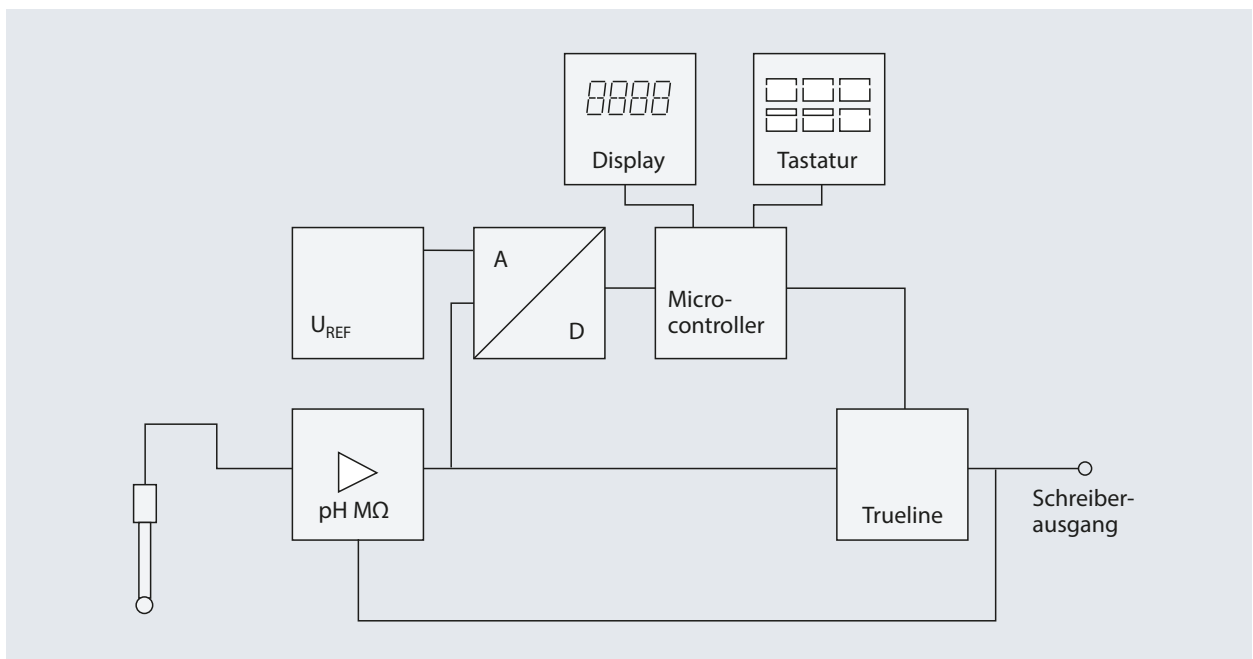 8888
Display
Tastatur
A
D
U_REF
Micro-
controller
pH MΩ
Trueline
Schreiber-
ausgang